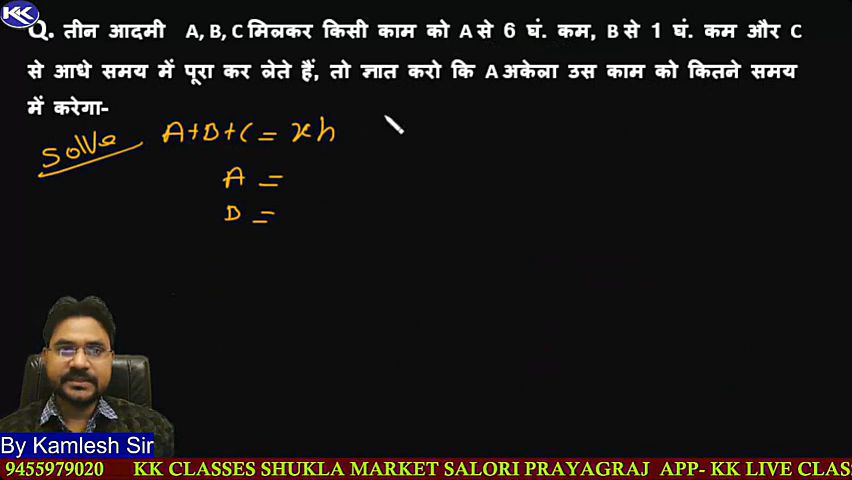 KK
Q. तीन आदमी A, B, C मिलकर किसी काम को A से 6 घं. कम, B से 1 घं. कम और C
से आधे समय में पूरा कर लेते हैं, तो ज्ञात करो कि A अकेला उस काम को कितने समय
में करेगा-
Solve A+B+C = x h
A =
B =
By Kamlesh Sir
9455979020 KK CLASSES SHUKLA MARKET SALORI PRAYAGRAJ APP- KK LIVE CLAS